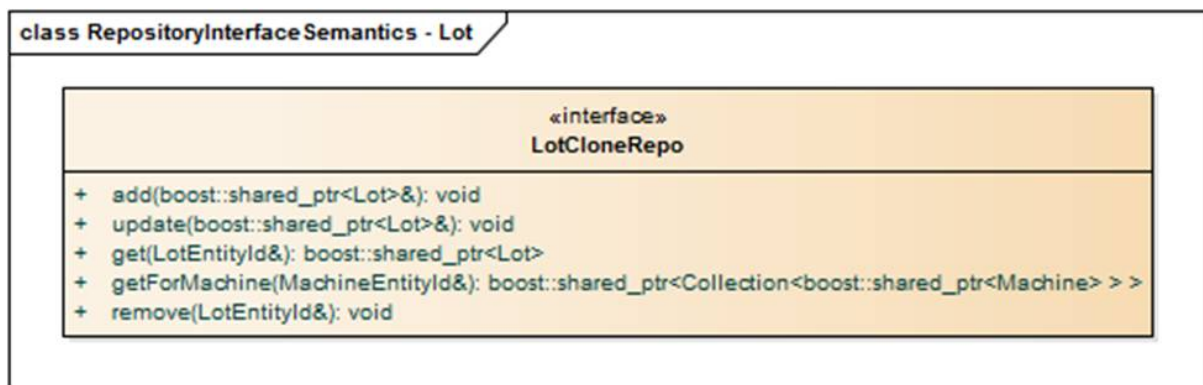 class RepositoryInterfaceSemantics - Lot
«interface»
LotCloneRepo
+ add(boost::shared_ptr<Lot>&): void
+ update(boost::shared_ptr<Lot>&): void
+ get(LotEntityId&): boost::shared_ptr<Lot>
+ getForMachine(MachineEntityId&): boost::shared_ptr<Collection<boost::shared_ptr<Machine> > >
+ remove(LotEntityId&): void